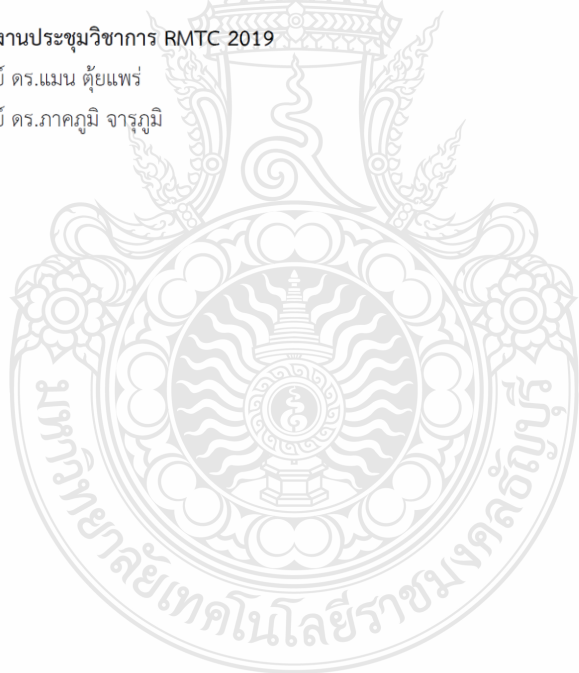 งานประชุมวิชาการ RMTC 2019
ย์ ดร.แมน ตุ้ยแพร่
ย์ ดร.ภาคภูมิ จารุภูมิ
มหาวิทยาลัยเทคโนโลยีราชมงคลธัญบุรี